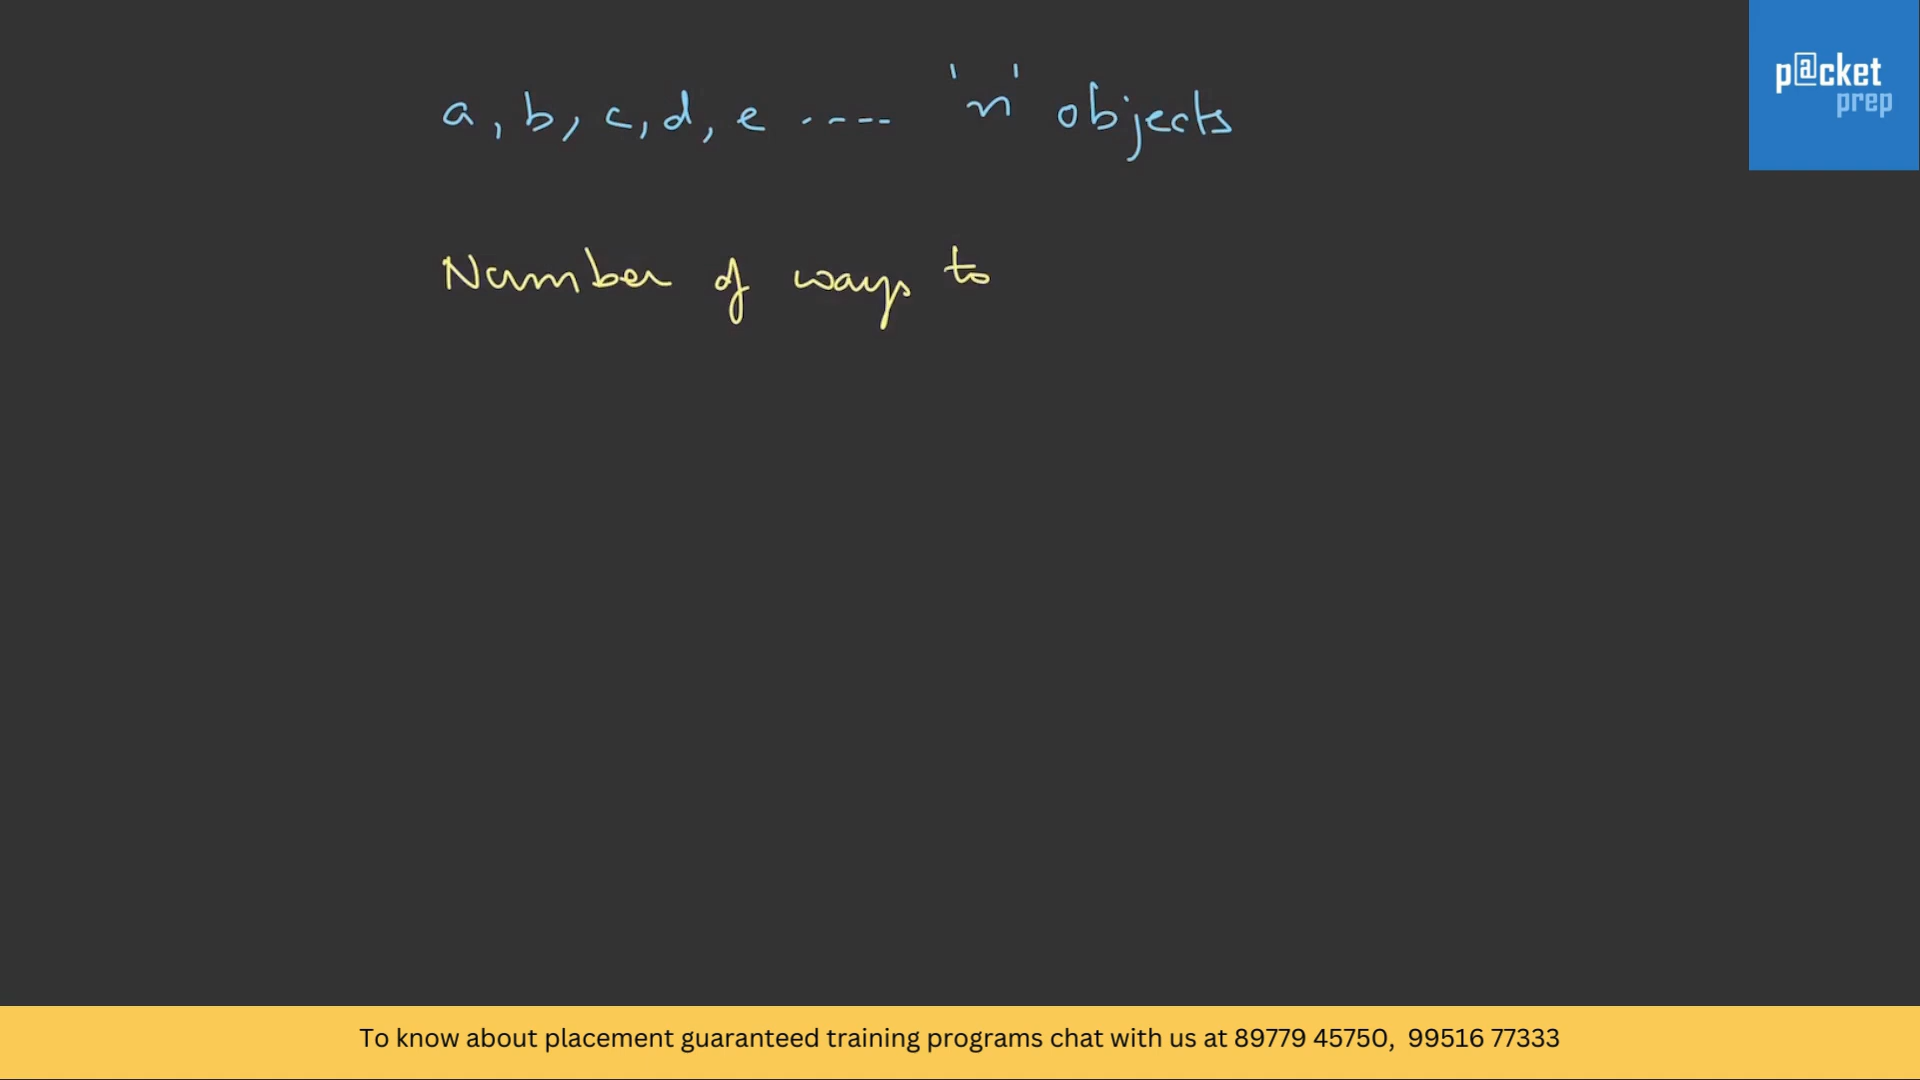 a, b, c, d, e ---- 'n' objects
p@cket
prep
Number of ways to
To know about placement guaranteed training programs chat with us at 89779 45750, 99516 77333